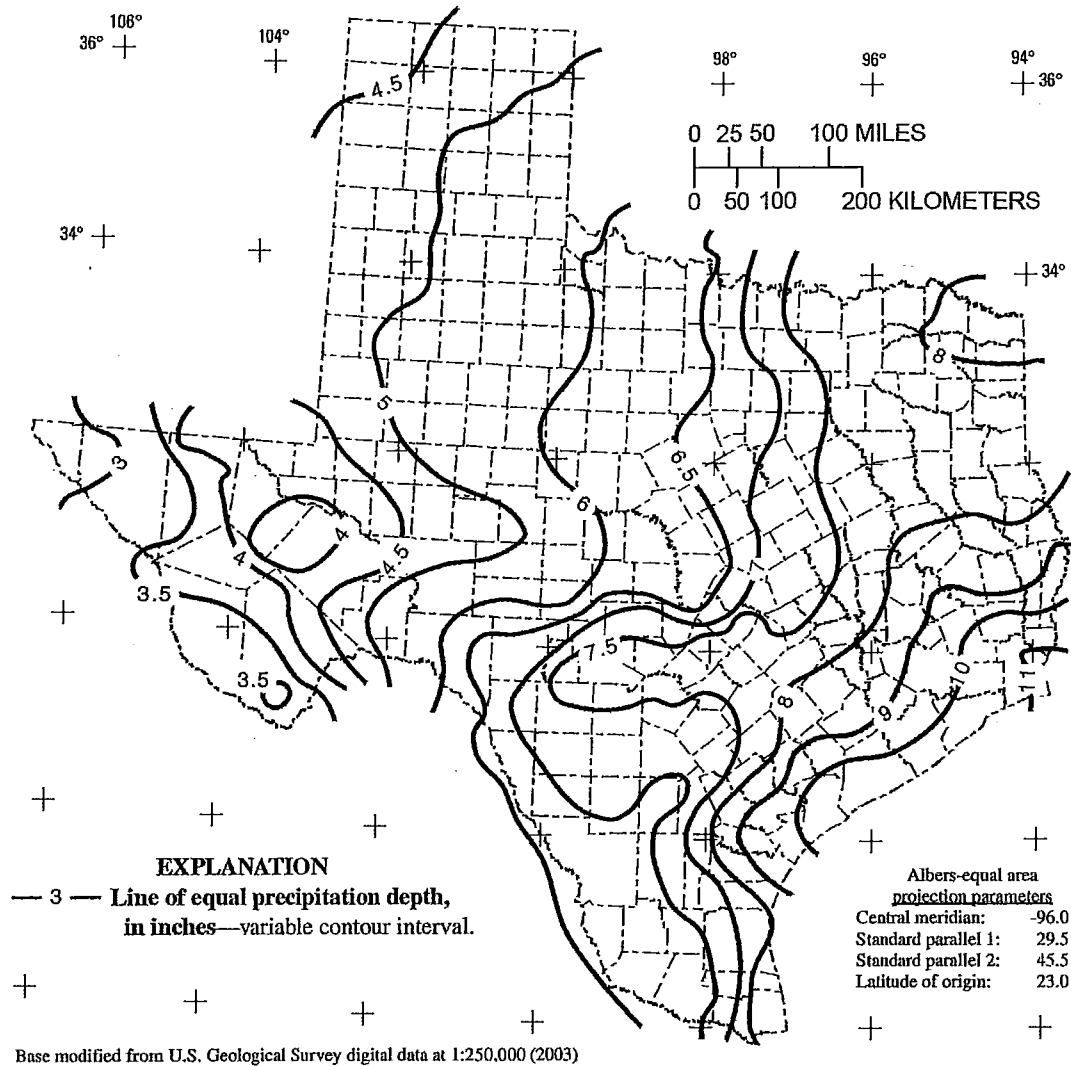 106°
36°
104°
98°
96°
94°
36°
4.5
0 25 50 100 MILES
0 50 100 200 KILOMETERS
34°
34°
8
5
3
6.5
6
4
4
4.5
3.5
7.5
3.5
10
11
8
9
EXPLANATION
— 3 — Line of equal precipitation depth,
in inches—variable contour interval.
Albers-equal area
projection parameters
Central meridian: -96.0
Standard parallel 1: 29.5
Standard parallel 2: 45.5
Latitude of origin: 23.0
Base modified from U.S. Geological Survey digital data at 1:250,000 (2003)